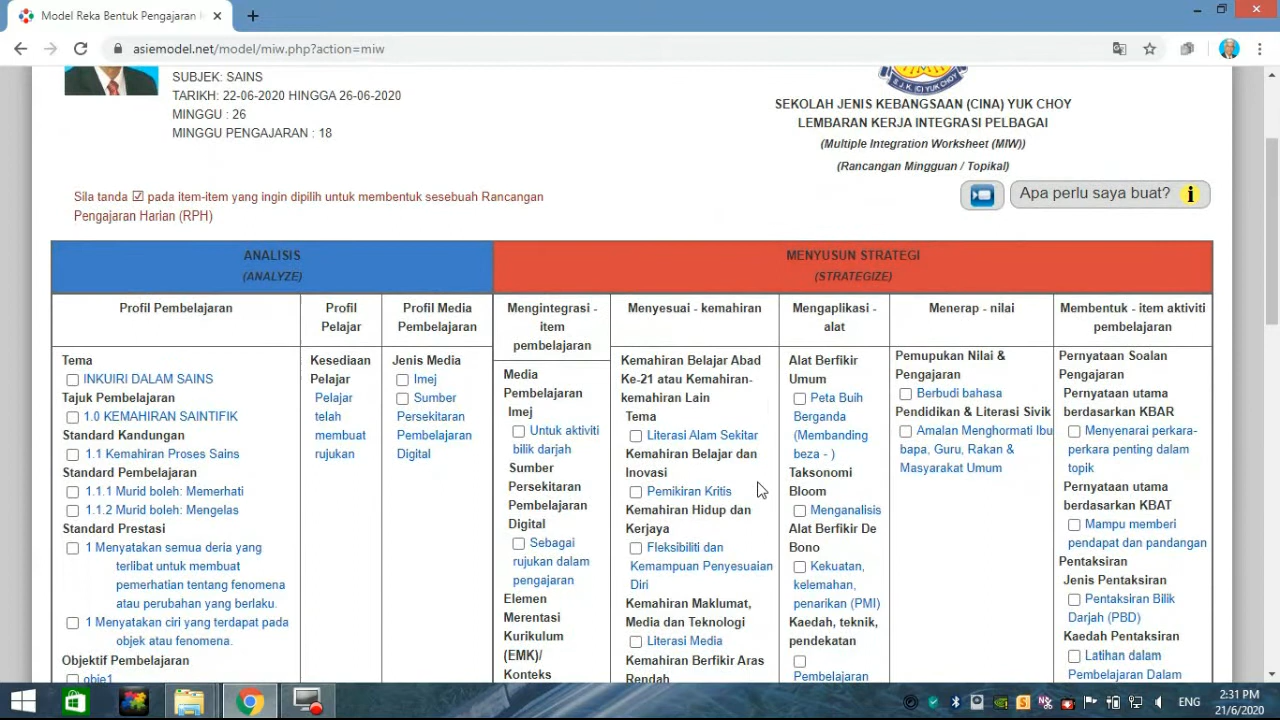 Model Reka Bentuk Pengajaran
asiemodel.net/model/miw.php?action=miw
SUBJEK: SAINS
TARIKH: 22-06-2020 HINGGA 26-06-2020
MINGGU : 26
MINGGU PENGAJARAN : 18
S.J.K. (C) YUK CHOY
SEKOLAH JENIS KEBANGSAAN (CINA) YUK CHOY
LEMBARAN KERJA INTEGRASI PELBAGAI
(Multiple Integration Worksheet (MIW))
(Rancangan Mingguan / Topikal)
Sila tanda ☑ pada item-item yang ingin dipilih untuk membentuk sesebuah Rancangan
Pengajaran Harian (RPH)
Apa perlu saya buat? i
ANALISIS
(ANALYZE)
MENYUSUN STRATEGI
(STRATEGIZE)
Profil Pembelajaran
Profil
Pelajar
Profil Media
Pembelajaran
Mengintegrasi -
item
pembelajaran
Menyesuai - kemahiran
Mengaplikasi -
alat
Menerap - nilai
Membentuk - item aktiviti
pembelajaran
Tema
INKUIRI DALAM SAINS
Tajuk Pembelajaran
1.0 KEMAHIRAN SAINTIFIK
Standard Kandungan
1.1 Kemahiran Proses Sains
Standard Pembelajaran
1.1.1 Murid boleh: Memerhati
1.1.2 Murid boleh: Mengelas
Standard Prestasi
1 Menyatakan semua deria yang
terlibat untuk membuat
pemerhatian tentang fenomena
atau perubahan yang berlaku.
1 Menyatakan ciri yang terdapat pada
objek atau fenomena.
Objektif Pembelajaran
obje1
Kesediaan
Pelajar
Pelajar
telah
membuat
rujukan
Jenis Media
Imej
Sumber
Persekitaran
Pembelajaran
Digital
Media
Pembelajaran
Imej
Untuk aktiviti
bilik darjah
Sumber
Persekitaran
Pembelajaran
Digital
Sebagai
rujukan dalam
pengajaran
Elemen
Merentasi
Kurikulum
(EMK)/
Konteks
Kemahiran Belajar Abad
Ke-21 atau Kemahiran-
kemahiran Lain
Tema
Literasi Alam Sekitar
Kemahiran Belajar dan
Inovasi
Pemikiran Kritis
Kemahiran Hidup dan
Kerjaya
Fleksibiliti dan
Kemampuan Penyesuaian
Diri
Kemahiran Maklumat,
Media dan Teknologi
Literasi Media
Kemahiran Berfikir Aras
Rendah
Alat Berfikir
Umum
Peta Buih
Berganda
(Membanding
beza - )
Taksonomi
Bloom
Menganalisis
Alat Berfikir De
Bono
Kekuatan,
kelemahan,
penarikan (PMI)
Kaedah, teknik,
pendekatan
Pembelajaran
Pemupukan Nilai &
Pengajaran
Berbudi bahasa
Pendidikan & Literasi Sivik
Amalan Menghormati Ibu
bapa, Guru, Rakan &
Masyarakat Umum
Pernyataan Soalan
Pengajaran
Pernyataan utama
berdasarkan KBAR
Menyenarai perkara-
perkara penting dalam
topik
Pernyataan utama
berdasarkan KBAT
Mampu memberi
pendapat dan pandangan
Pentaksiran
Jenis Pentaksiran
Pentaksiran Bilik
Darjah (PBD)
Kaedah Pentaksiran
Latihan dalam
Pembelajaran Dalam
ENG
2:31 PM
21/6/2020